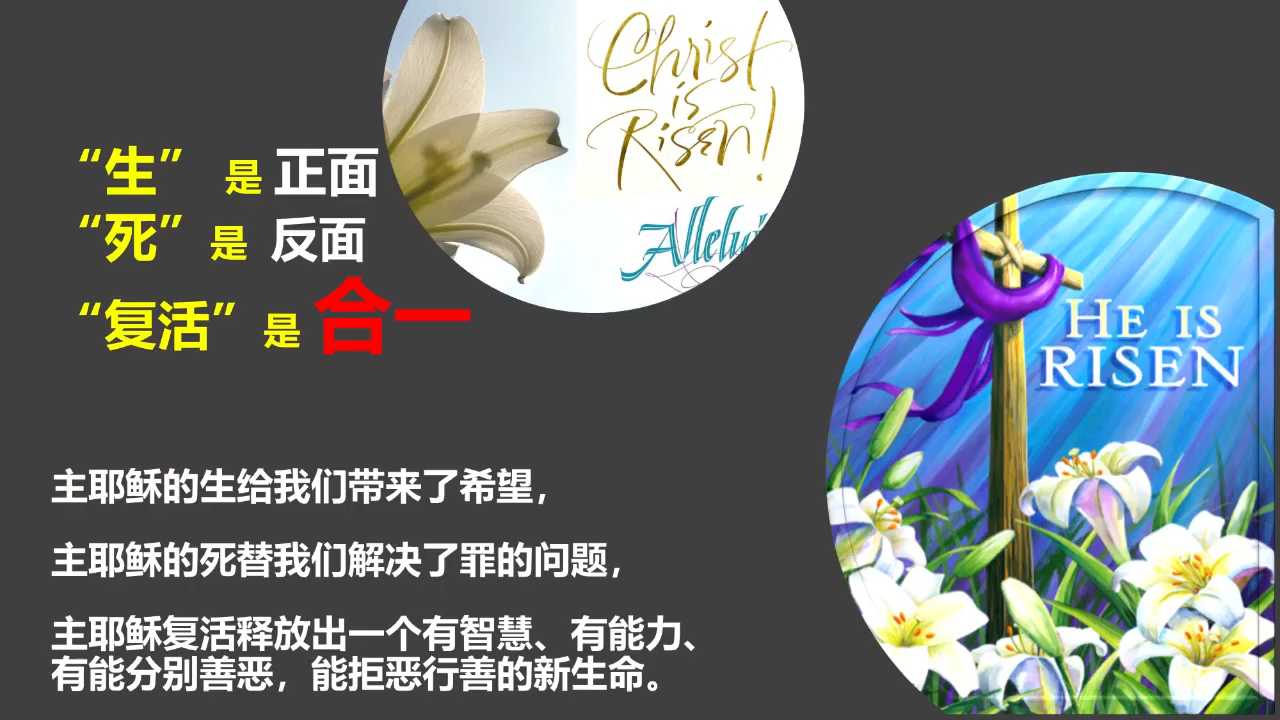 “生” 是 正面
“死” 是 反面
“复活” 是 合一
Christ
is
Risen!
HE IS
RISEN
主耶稣的生给我们带来了希望，
主耶稣的死替我们解决了罪的问题，
主耶稣复活释放出一个有智慧、有能力、
有能分别善恶，能拒恶行善的新生命。